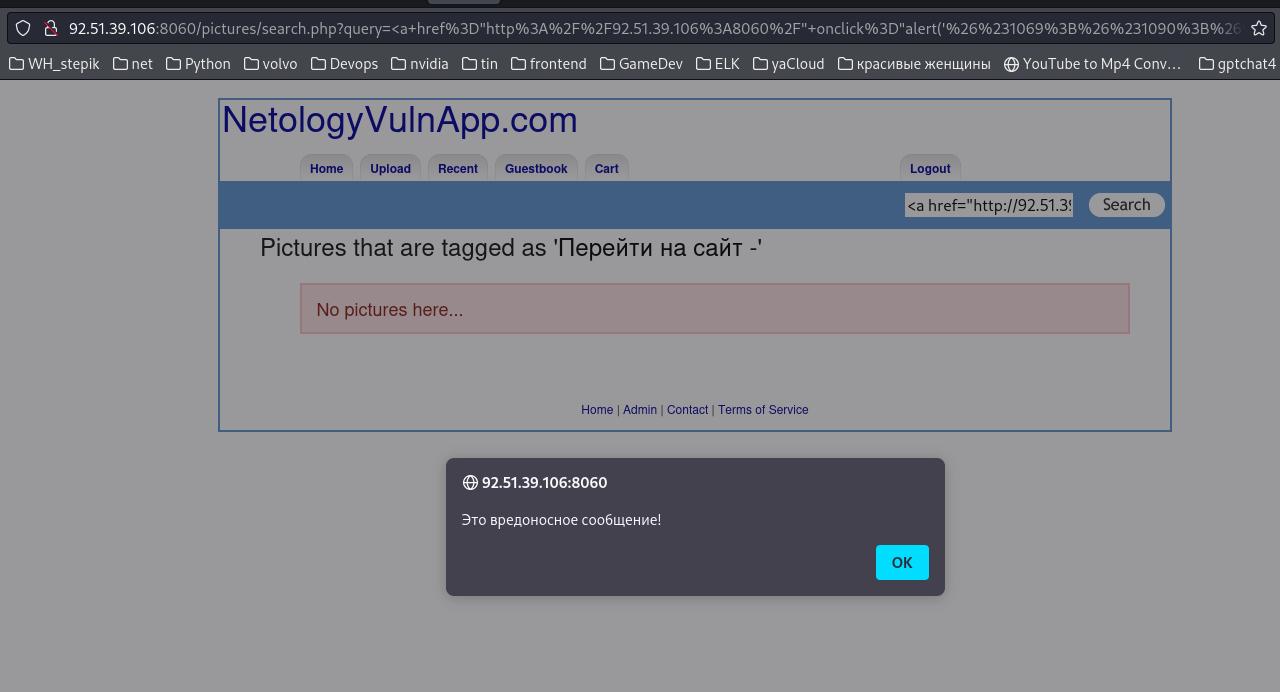 92.51.39.106:8060/pictures/search.php?query=<a+href%3D"http%3A%2F%2F92.51.39.106%3A8060%2F"+onclick%3D"alert('%26%231069%3B%26%231090%3B%26
WH_stepik net Python volvo Devops nvidia tin frontend GameDev ELK yaCloud красивые женщины YouTube to Mp4 Conv… gptchat4
NetologyVulnApp.com
Home Upload Recent Guestbook Cart Logout
<a href="http://92.51.39 Search
Pictures that are tagged as 'Перейти на сайт -'
No pictures here...
Home | Admin | Contact | Terms of Service
92.51.39.106:8060
Это вредоносное сообщение!
OK